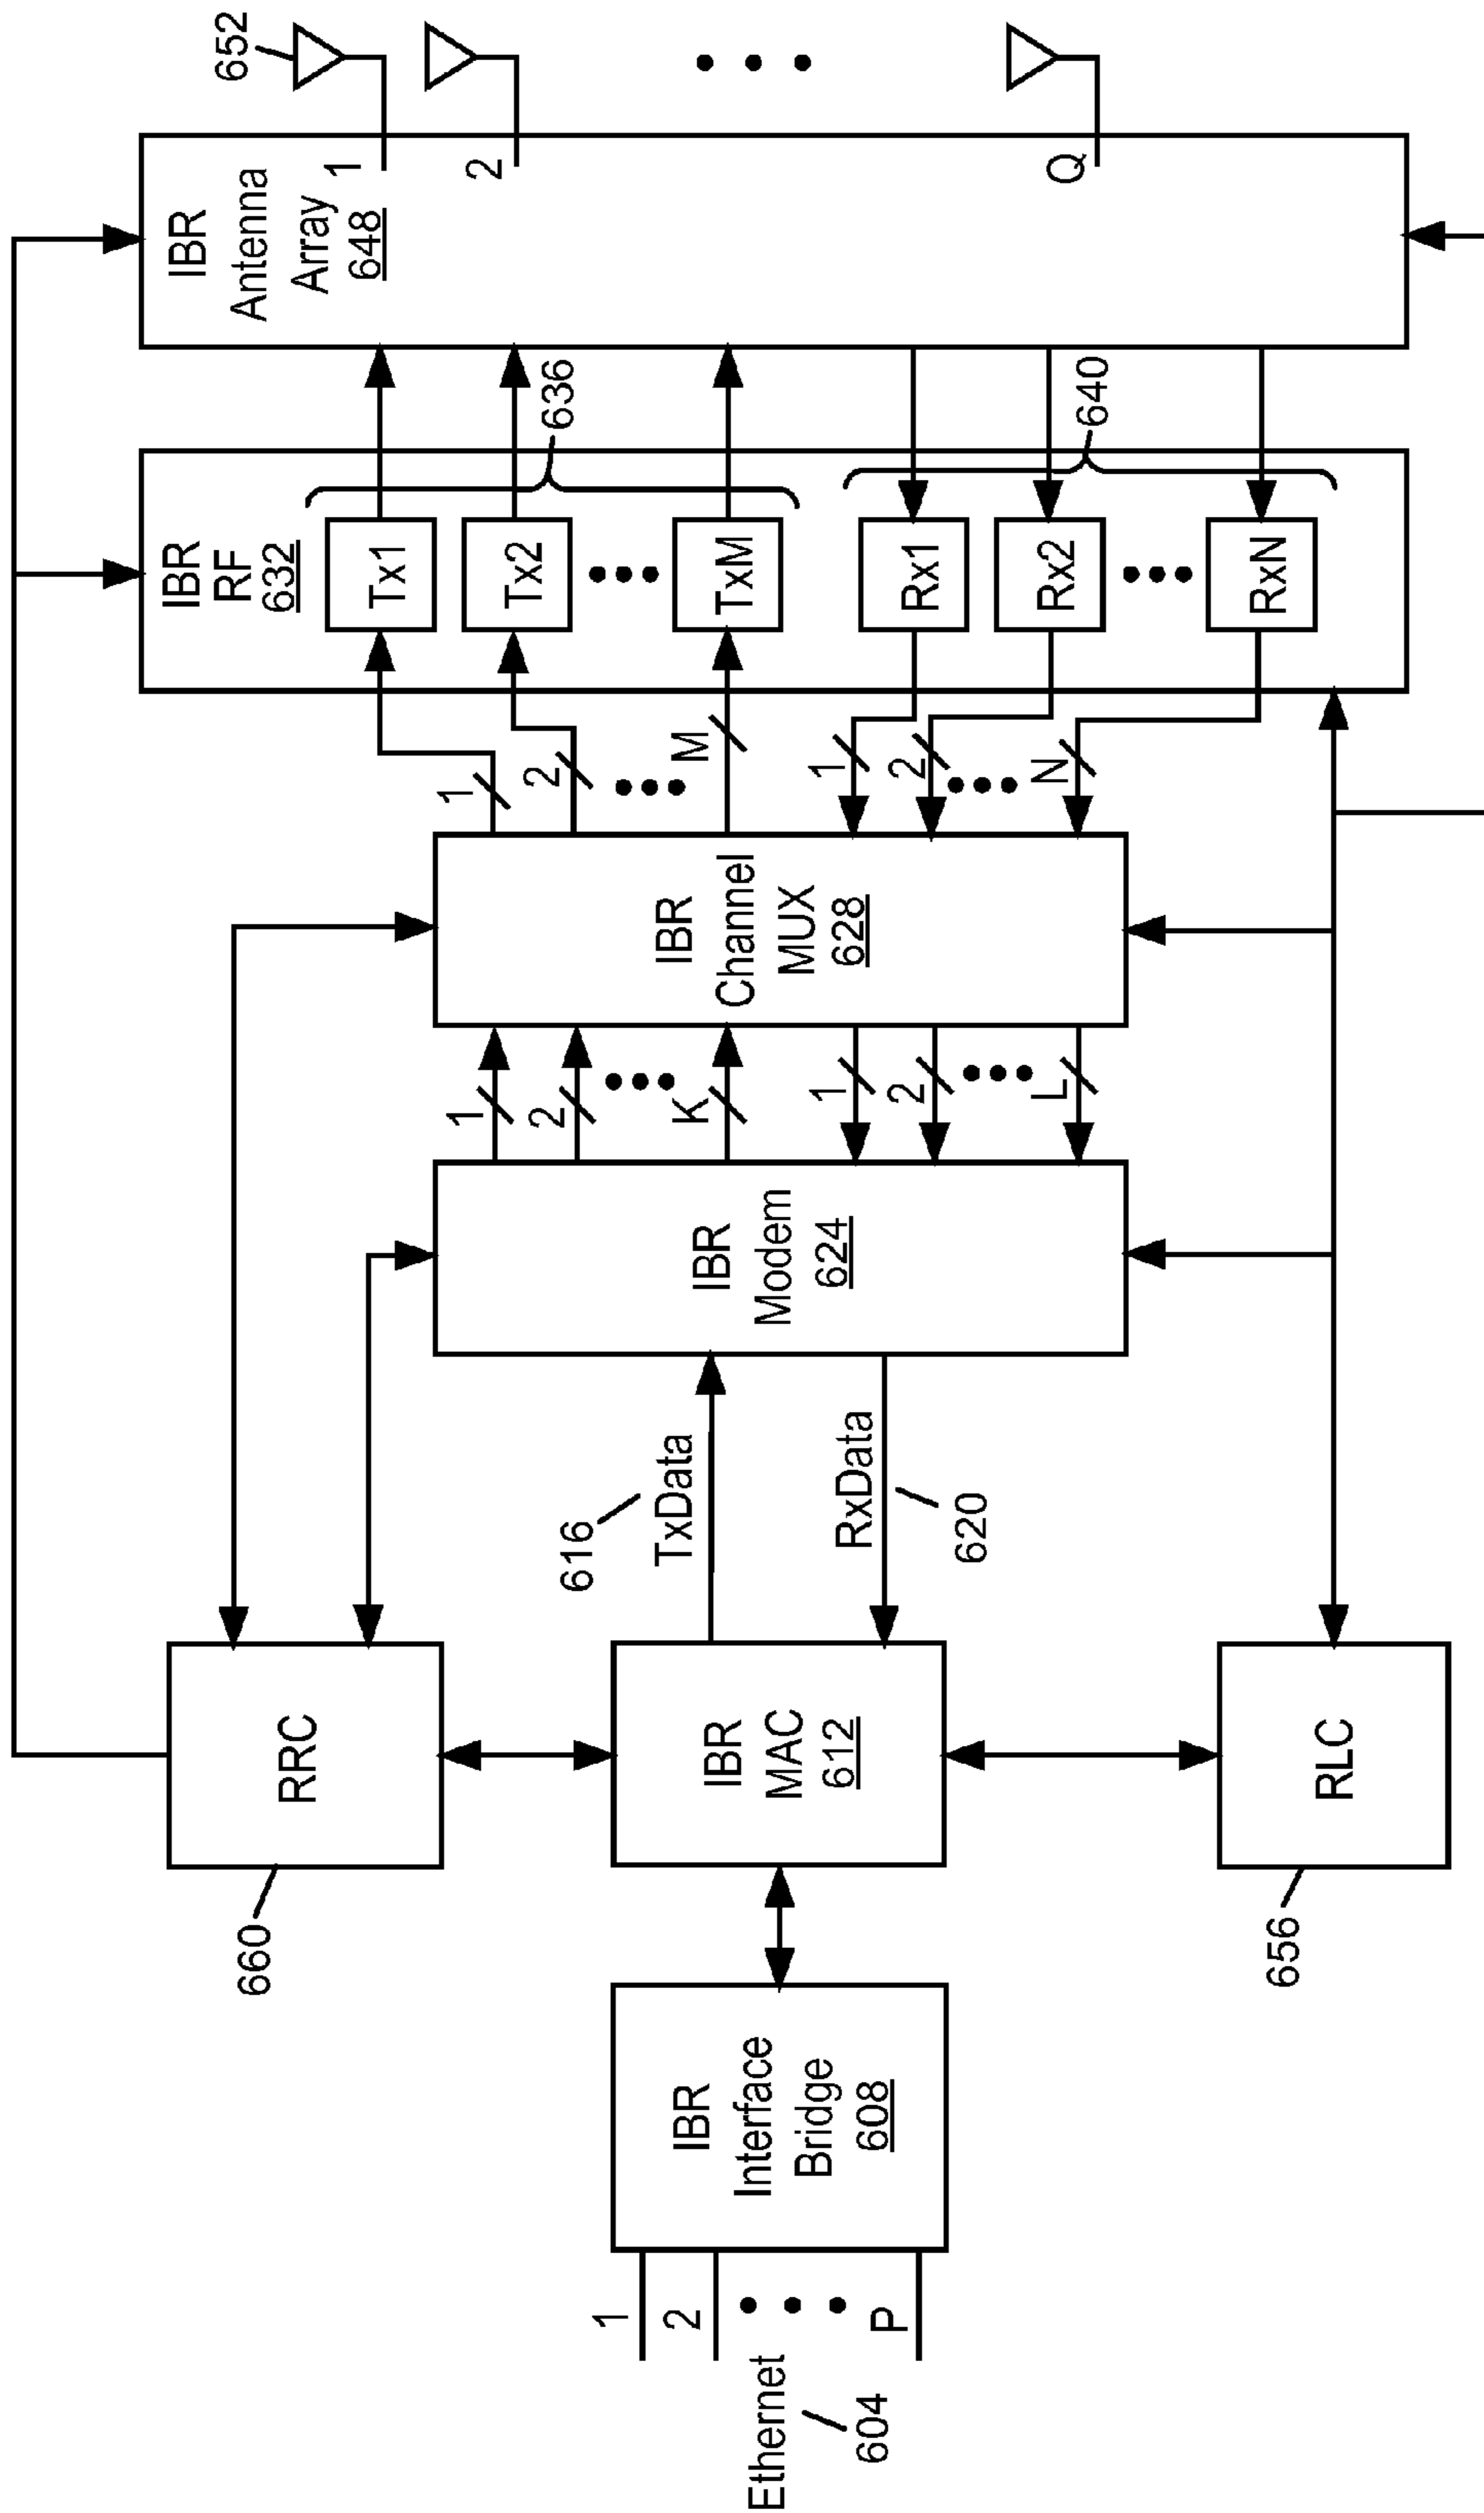 652
IBR
Antenna
Array
648
1
2
Q
IBR
RF
632
636
640
Tx1
Tx2
TxM
Rx1
Rx2
RxN
1
2
M
1
2
N
IBR
Channel
MUX
628
1
2
K
1
2
L
IBR
Modem
624
616
TxData
RxData
620
RRC
660
IBR
MAC
612
RLC
656
IBR
Interface
Bridge
608
1
2
P
Ethernet
604